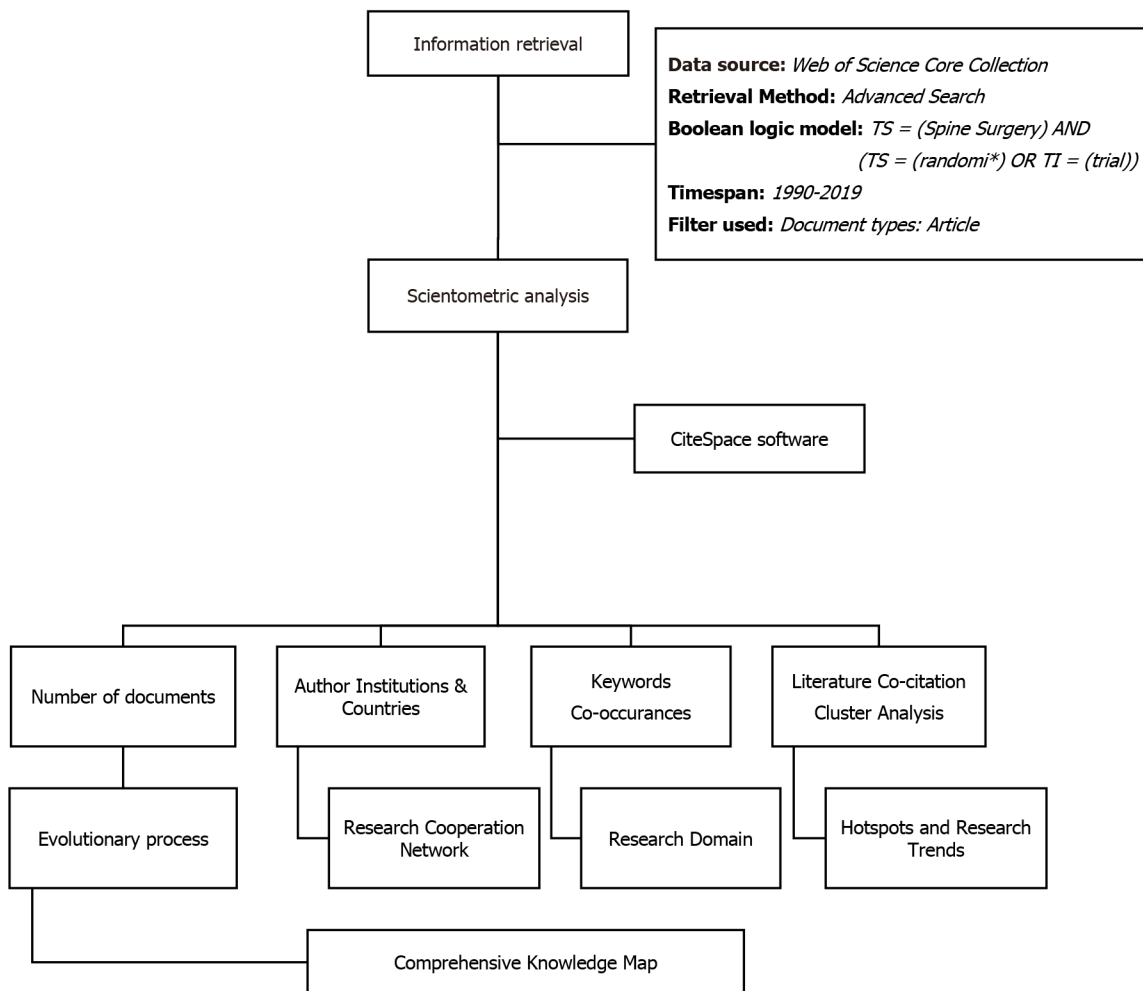 Information retrieval
Data source: Web of Science Core Collection
Retrieval Method: Advanced Search
Boolean logic model: TS = (Spine Surgery) AND
(TS = (randomi*) OR TI = (trial))
Timespan: 1990-2019
Filter used: Document types: Article
Scientometric analysis
CiteSpace software
Number of documents
Author Institutions &
Countries
Keywords
Co-occurances
Literature Co-citation
Cluster Analysis
Evolutionary process
Research Cooperation
Network
Research Domain
Hotspots and Research
Trends
Comprehensive Knowledge Map